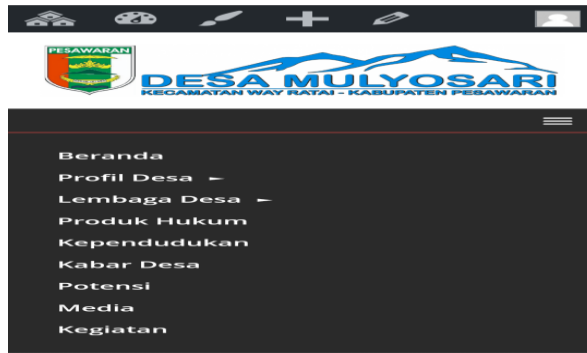 PESAWARAN
DESA MULYOSARI
KECAMATAN WAY RATAI - KABUPATEN PESAWARAN
Beranda
Profil Desa ►
Lembaga Desa ►
Produk Hukum
Kependudukan
Kabar Desa
Potensi
Media
Kegiatan